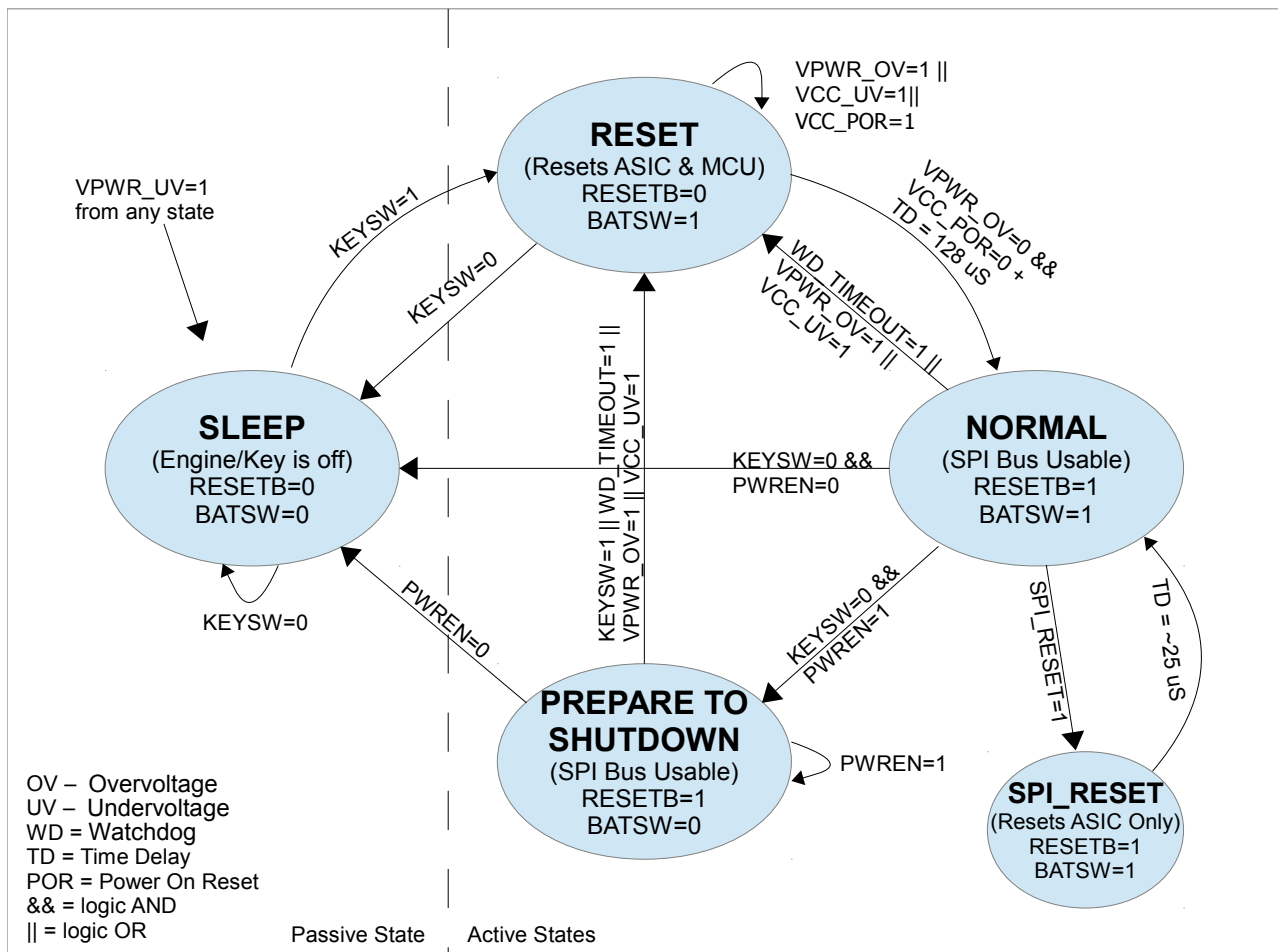 VPWR_OV=1 ||
VCC_UV=1||
VCC_POR=1
RESET
(Resets ASIC & MCU)
RESETB=0
BATSW=1
VPWR_UV=1
from any state
KEYSW=1
KEYSW=0
VPWR_OV=0 &&
VCC_POR=0 +
TD = 128 uS
WD_TIMEOUT=1 ||
VPWR_OV=1 ||
VCC_UV=1
SLEEP
(Engine/Key is off)
RESETB=0
BATSW=0
KEYSW=0
KEYSW=1 || WD_TIMEOUT=1 ||
VPWR_OV=1 || VCC_UV=1
KEYSW=0 &&
PWREN=0
NORMAL
(SPI Bus Usable)
RESETB=1
BATSW=1
PWREN=0
KEYSW=0 &&
PWREN=1
SPI_RESET=1
TD = ~25 uS
PREPARE TO
SHUTDOWN
(SPI Bus Usable)
RESETB=1
BATSW=0
PWREN=1
SPI_RESET
(Resets ASIC Only)
RESETB=1
BATSW=1
OV – Overvoltage
UV – Undervoltage
WD = Watchdog
TD = Time Delay
POR = Power On Reset
&& = logic AND
|| = logic OR
Passive State
Active States